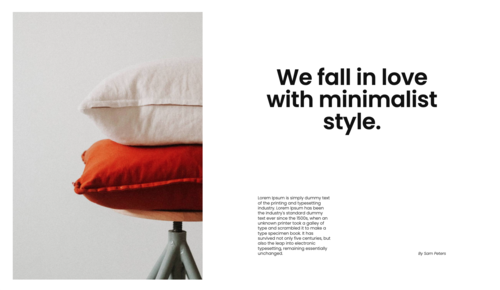 We fall in love
with minimalist
style.
Lorem Ipsum is simply dummy text
of the printing and typesetting
industry. Lorem Ipsum has been
the industry's standard dummy
text ever since the 1500s, when an
unknown printer took a galley of
type and scrambled it to make a
type specimen book. It has
survived not only five centuries, but
also the leap into electronic
typesetting, remaining essentially
unchanged.
By Sam Peters